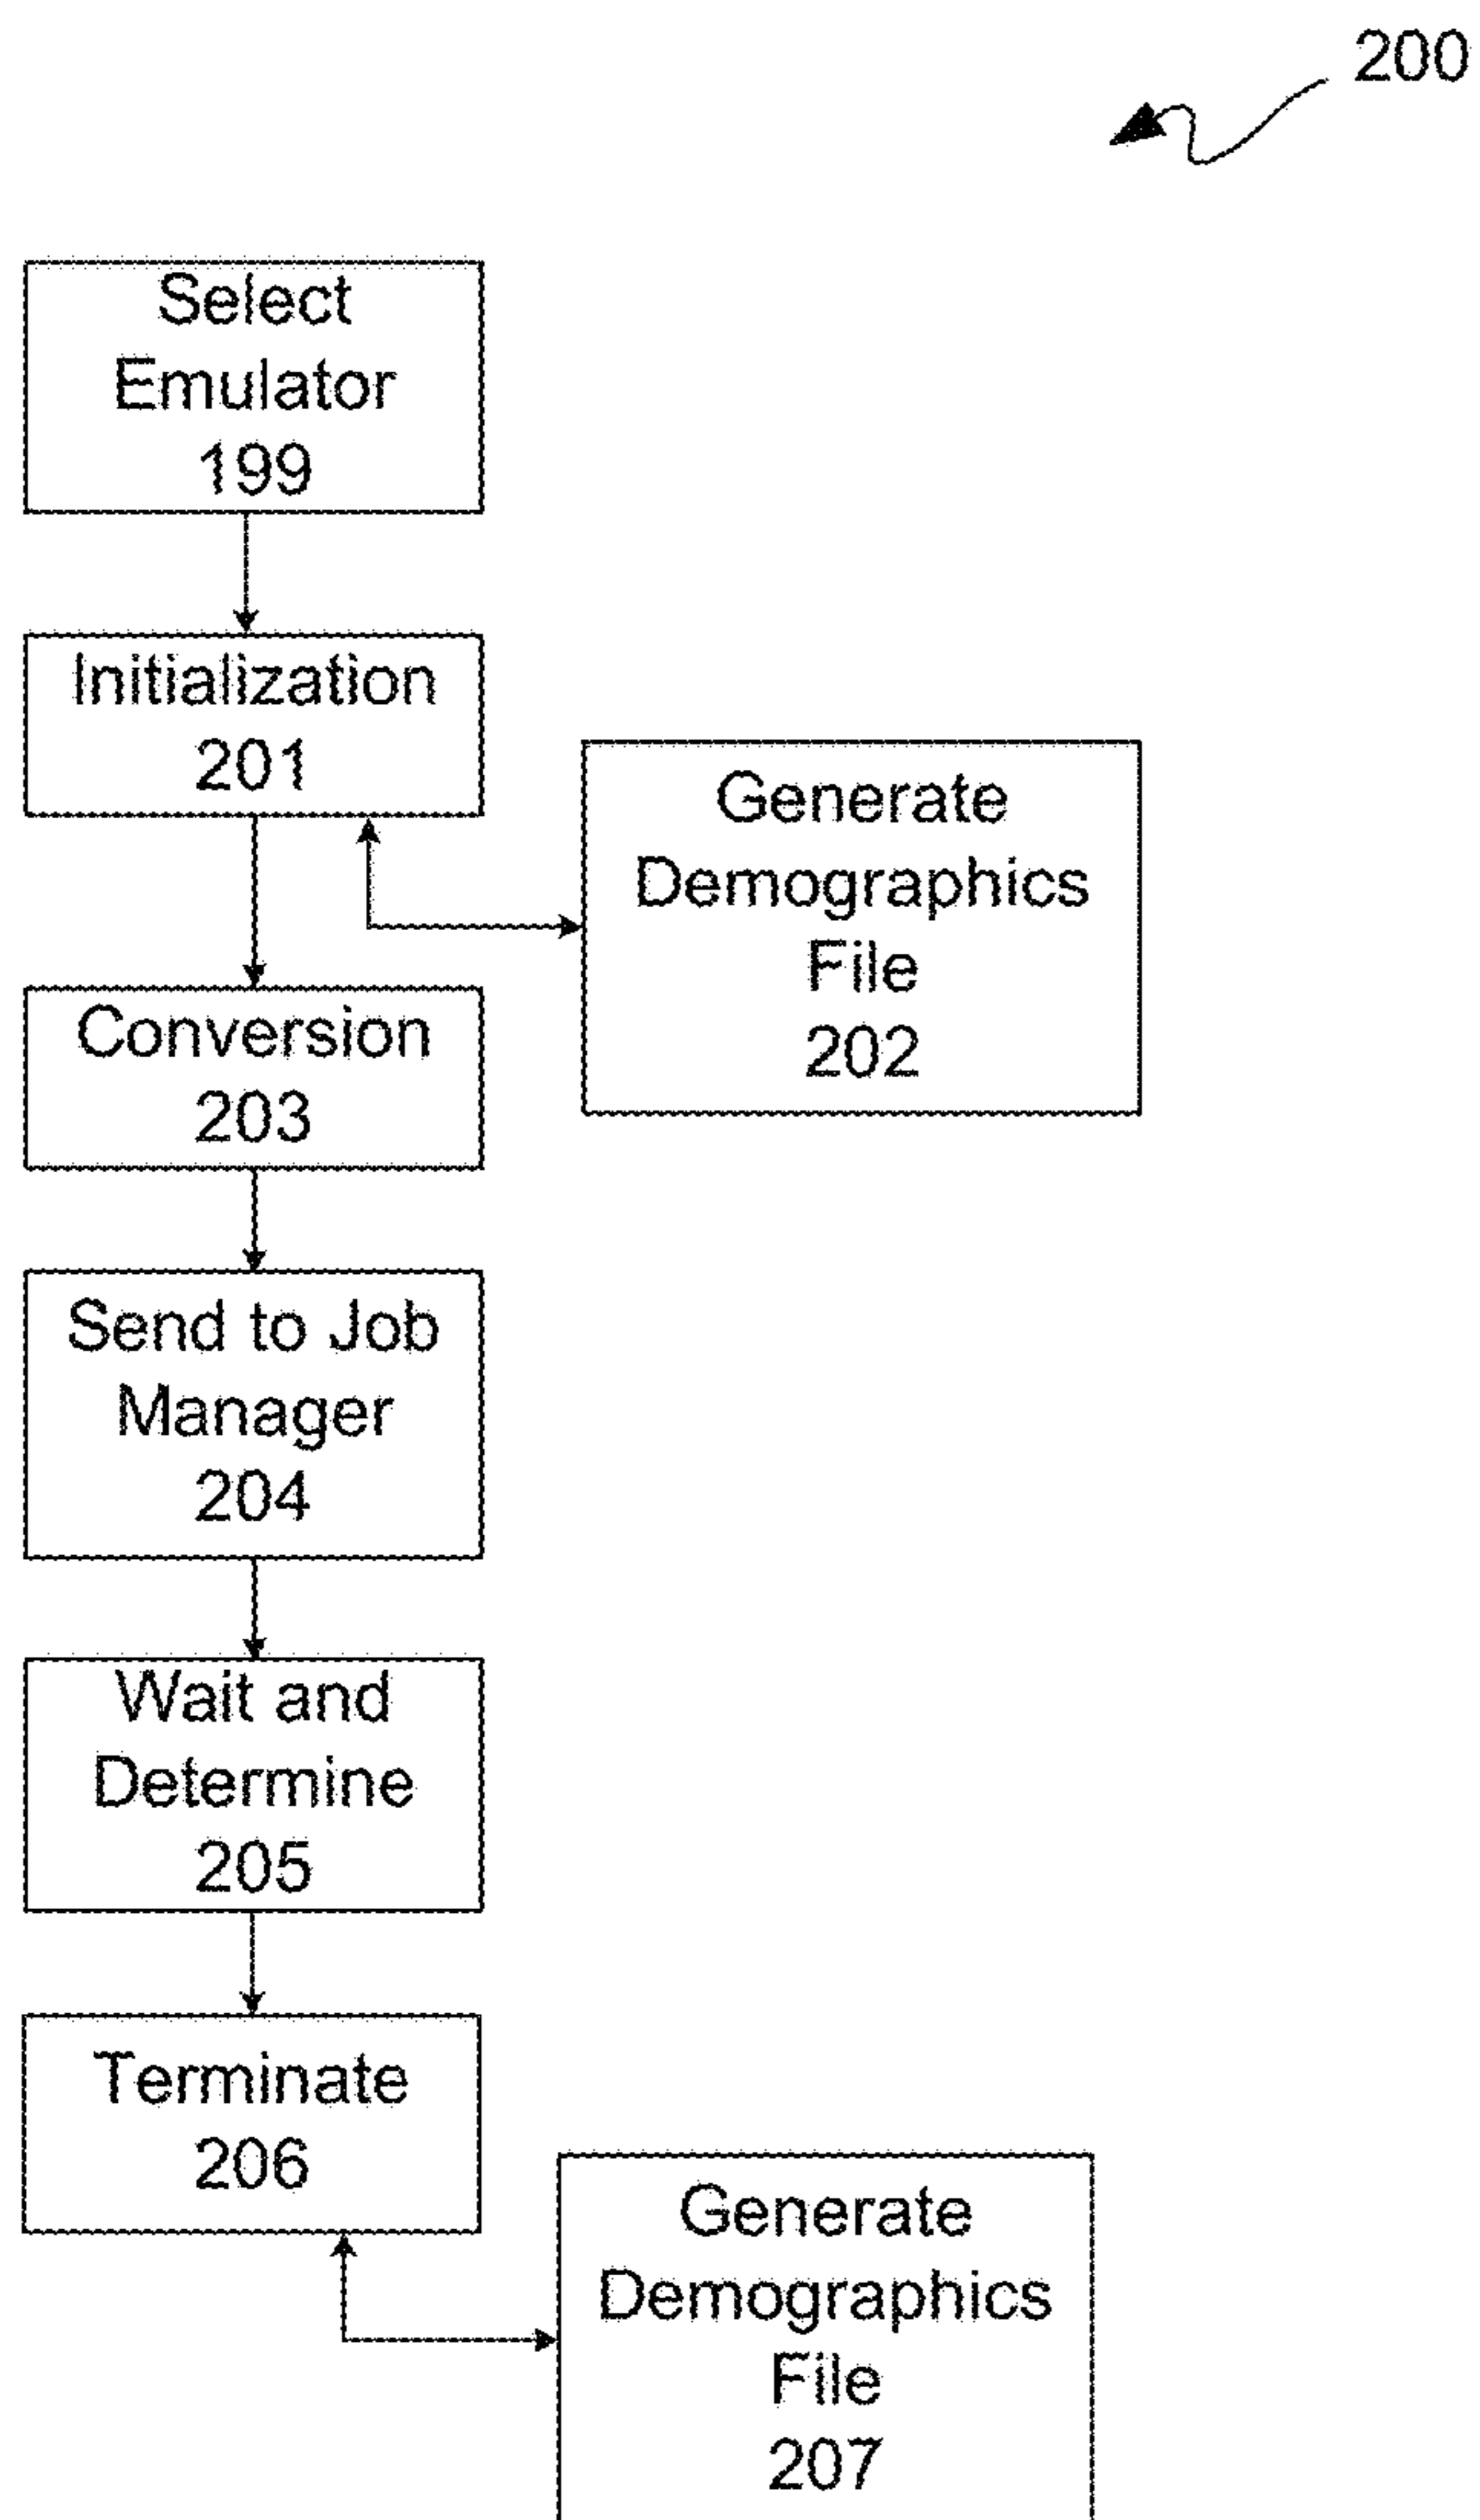 200
Select
Emulator
199
Initialization
201
Generate
Demographics
File
202
Conversion
203
Send to Job
Manager
204
Wait and
Determine
205
Terminate
206
Generate
Demographics
File
207